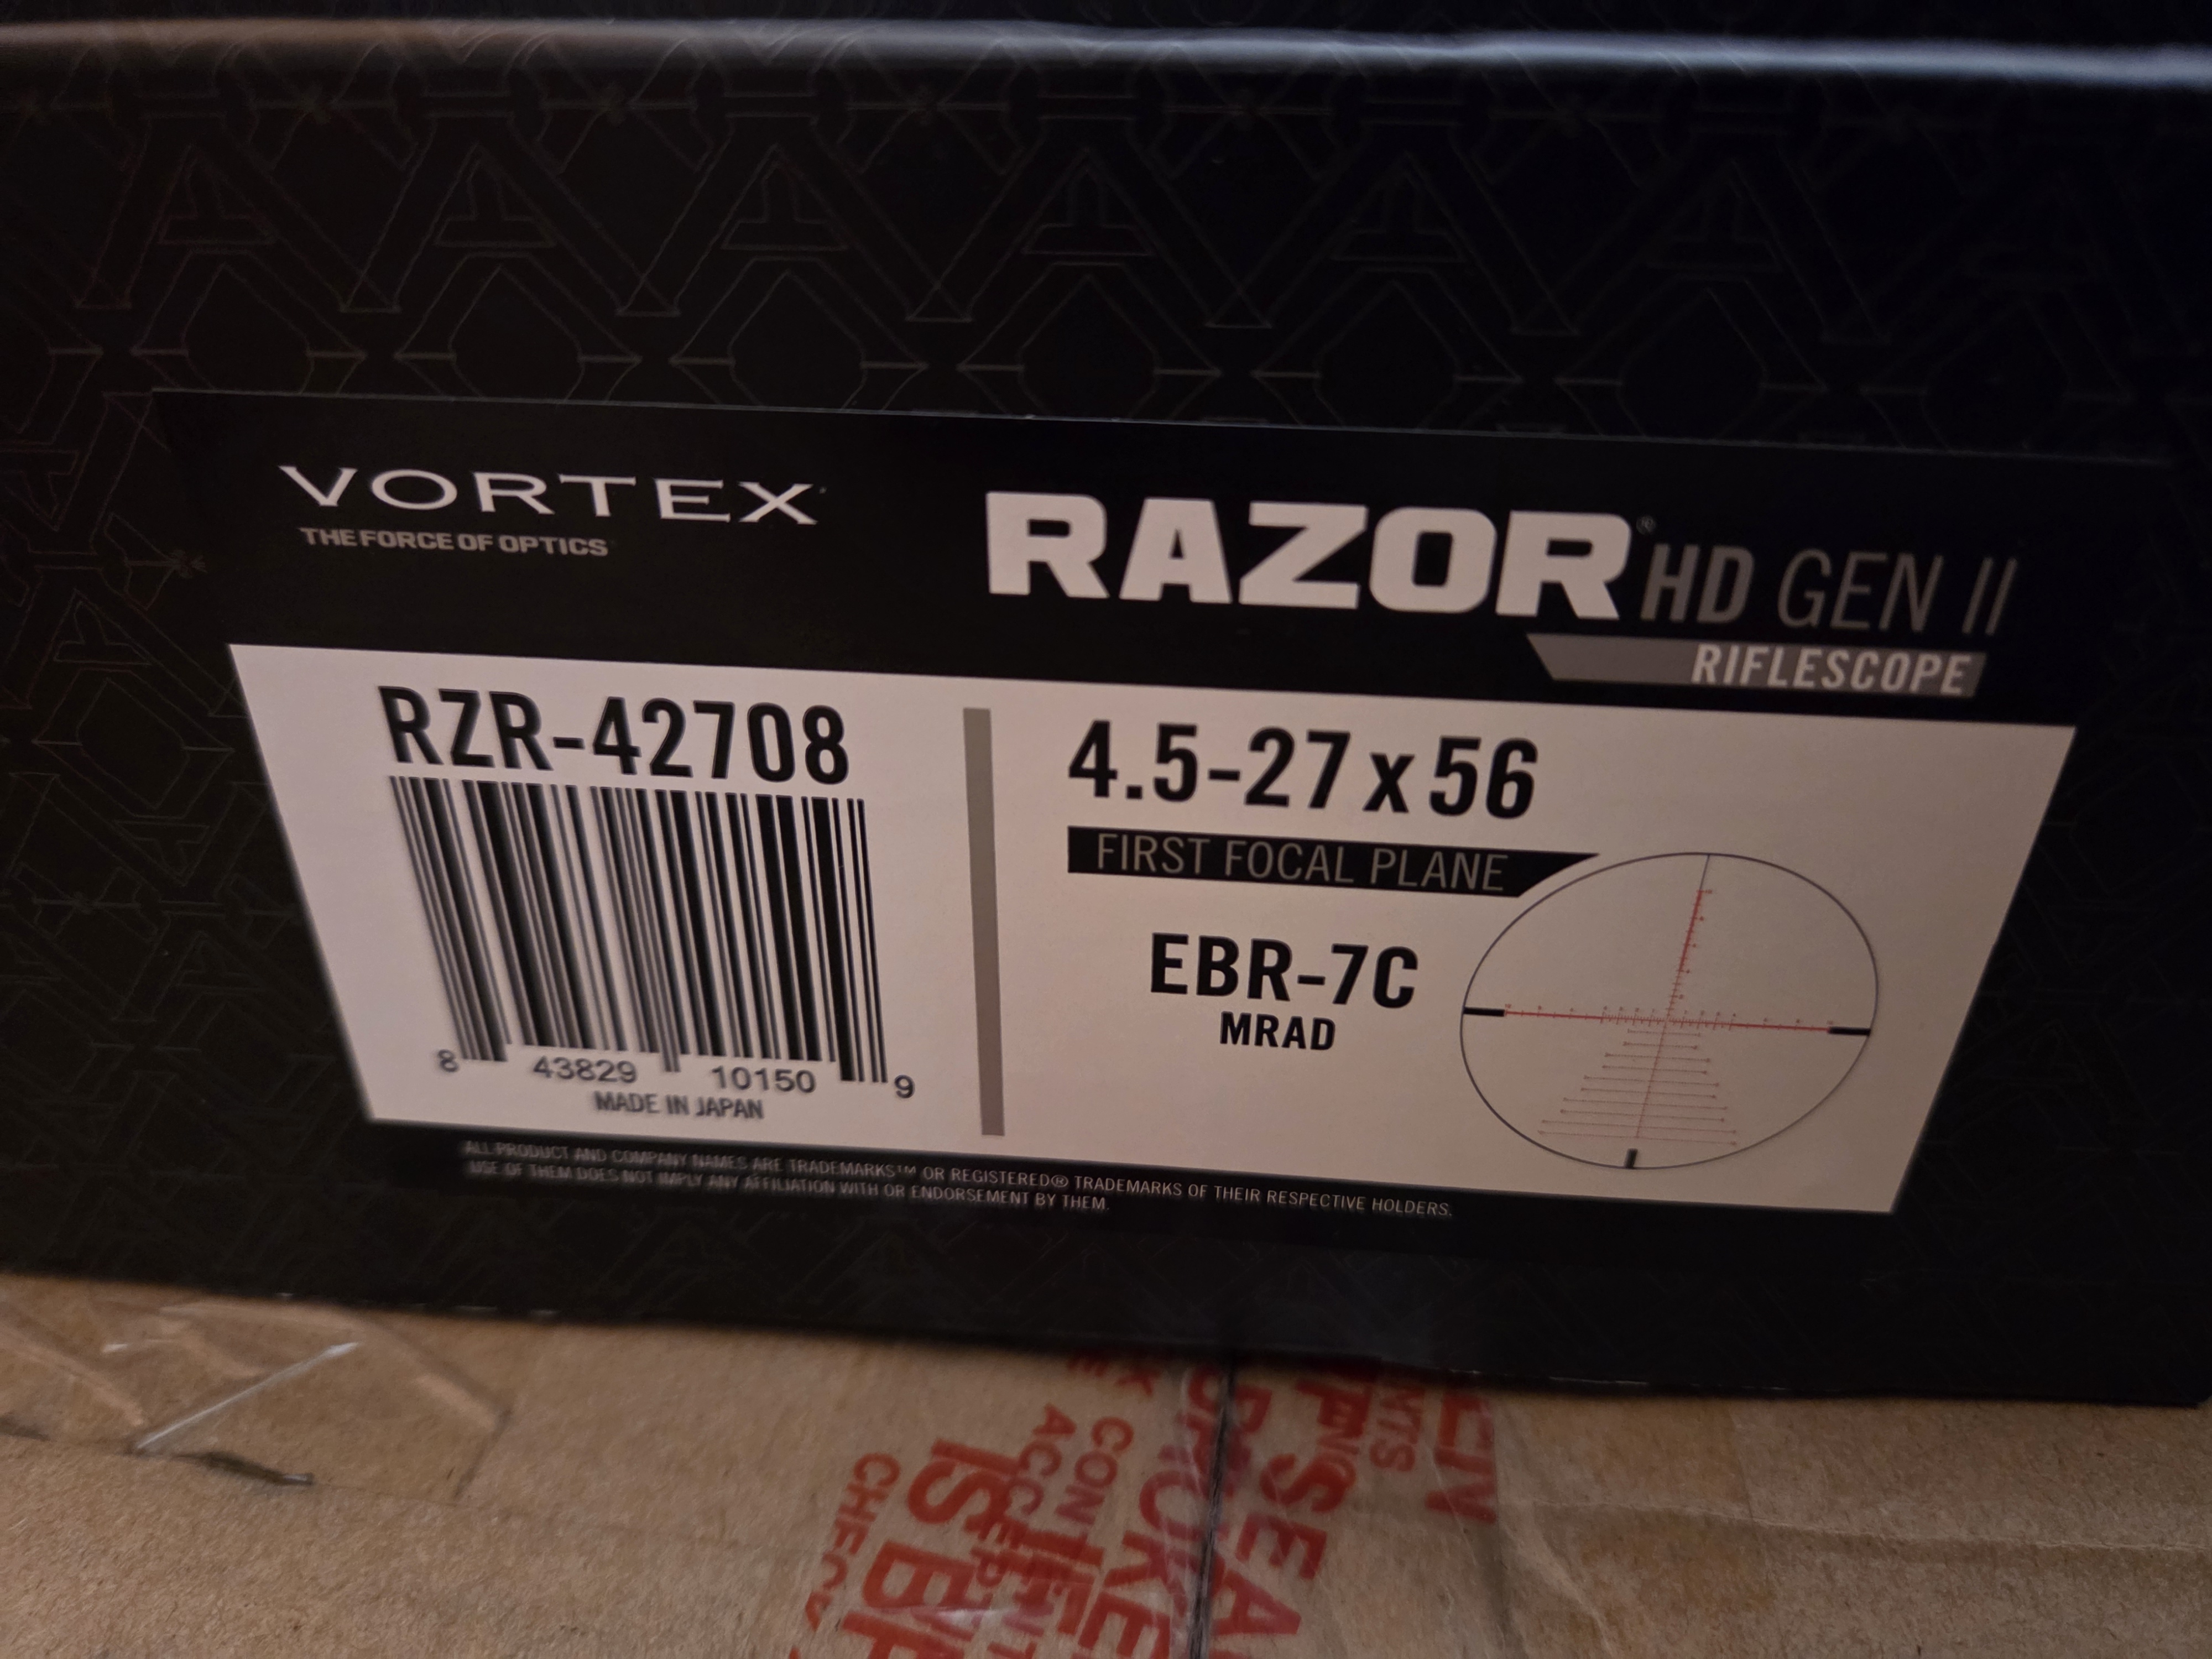 VORTEX
THE FORCE OF OPTICS
RAZOR® HD GEN II
RIFLESCOPE
RZR-42708
8 43829 10150 9
MADE IN JAPAN
4.5-27x56
FIRST FOCAL PLANE
EBR-7C
MRAD
ALL PRODUCT AND COMPANY NAMES ARE TRADEMARKS™ OR REGISTERED® TRADEMARKS OF THEIR RESPECTIVE HOLDERS.
USE OF THEM DOES NOT IMPLY ANY AFFILIATION WITH OR ENDORSEMENT BY THEM.
IS
SEA